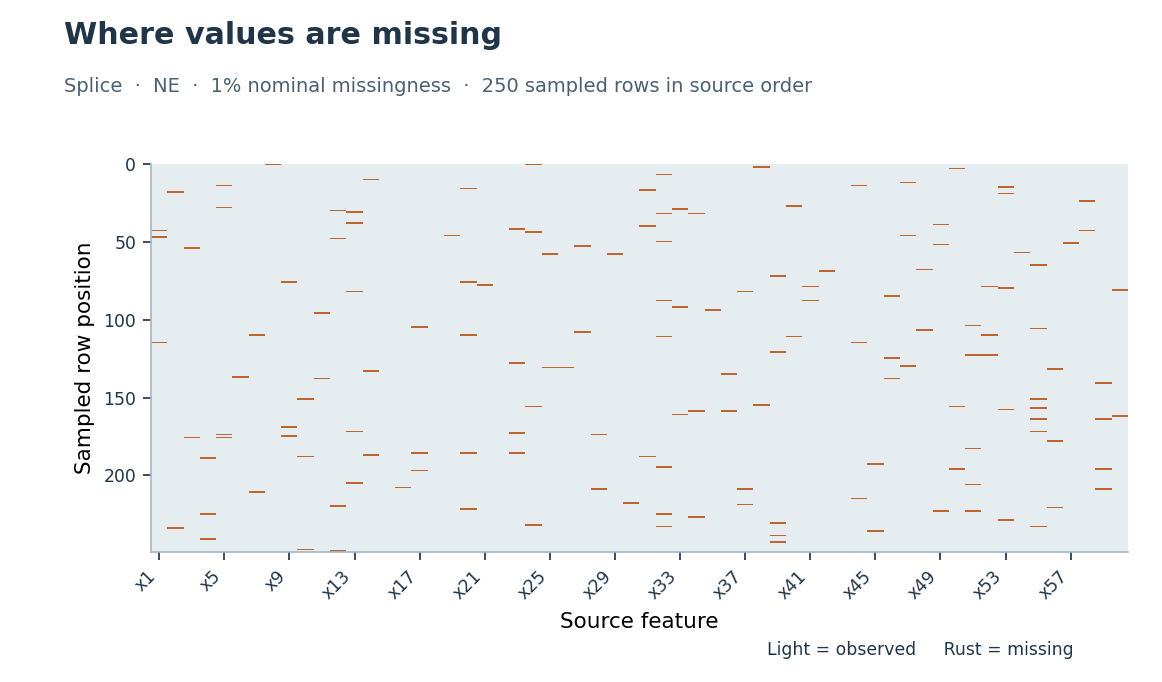 Where values are missing
Splice · NE · 1% nominal missingness · 250 sampled rows in source order
0
50
100
150
200
Sampled row position
x1 x5 x9 x13 x17 x21 x25 x29 x33 x37 x41 x45 x49 x53 x57
Source feature
Light = observed Rust = missing